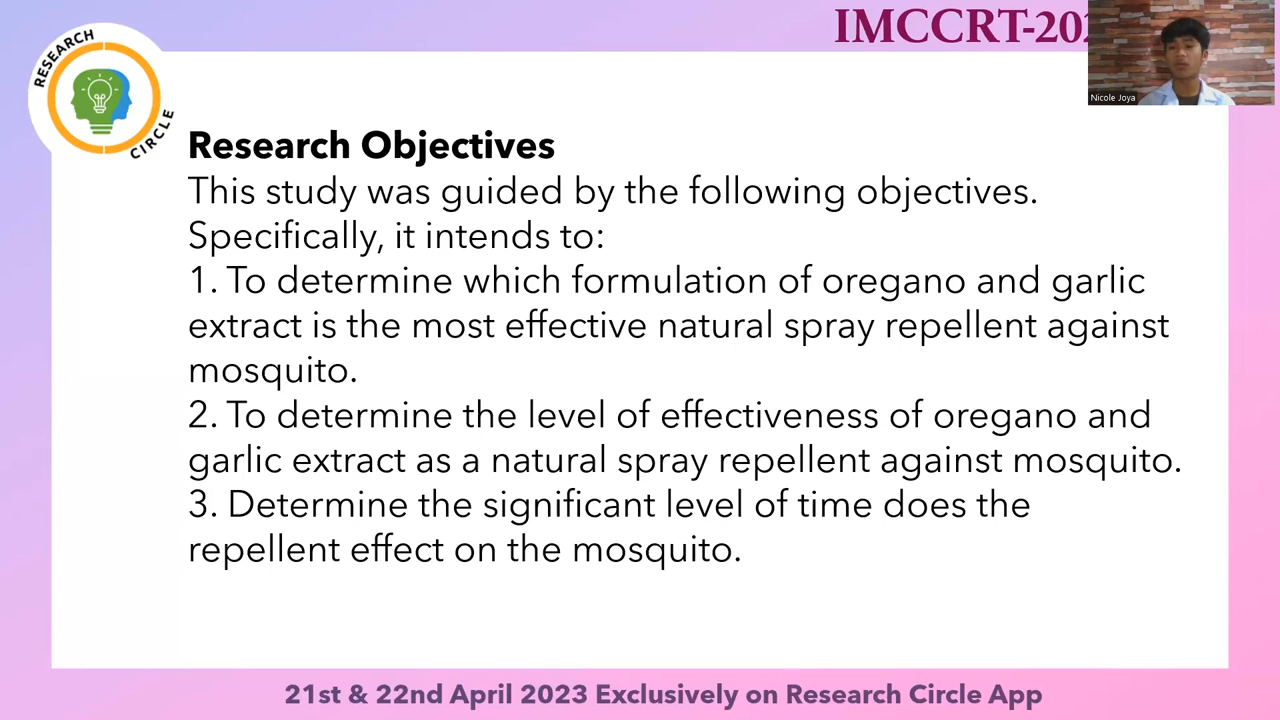 IMCCRT-202
RESEARCH
CIRCLE
Nicole Joya
Research Objectives
This study was guided by the following objectives.
Specifically, it intends to:
1. To determine which formulation of oregano and garlic
extract is the most effective natural spray repellent against
mosquito.
2. To determine the level of effectiveness of oregano and
garlic extract as a natural spray repellent against mosquito.
3. Determine the significant level of time does the
repellent effect on the mosquito.
21st & 22nd April 2023 Exclusively on Research Circle App